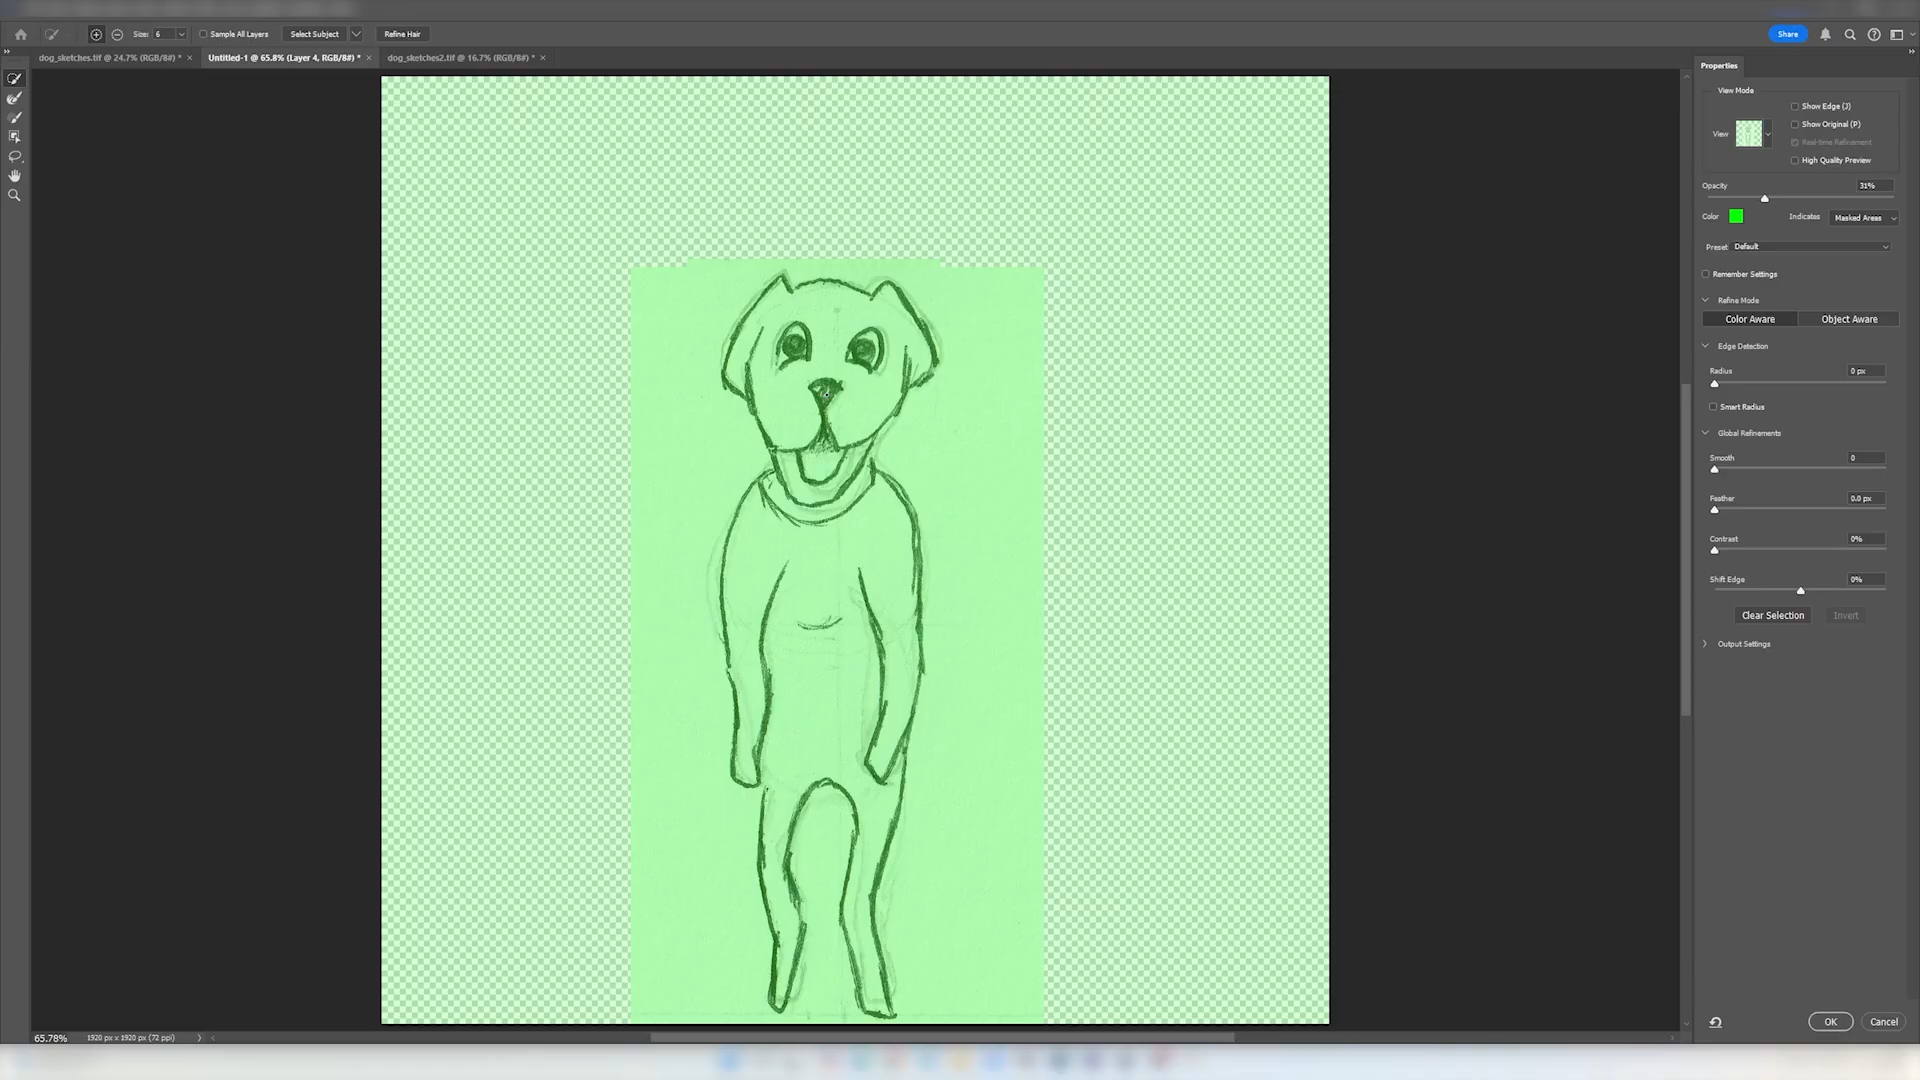 Size: 6
Sample All Layers
Select Subject
Refine Hair
Share
dog_sketches.tif @ 24.7% (RGB/8#) *
Untitled-1 @ 65.8% (Layer 4, RGB/8#) *
dog_sketches2.tif @ 16.7% (RGB/8#) *
Properties
View Mode
Show Edge (J)
Show Original (P)
View
Real-time Refinement
High Quality Preview
Opacity 31%
Color
Indicates Masked Areas
Preset: Default
Remember Settings
Refine Mode
Color Aware
Object Aware
Edge Detection
Radius 0 px
Smart Radius
Global Refinements
Smooth 0
Feather 0.0 px
Contrast 0%
Shift Edge 0%
Clear Selection
Invert
Output Settings
OK
Cancel
65.78%
1920 px x 1920 px (72 ppi)